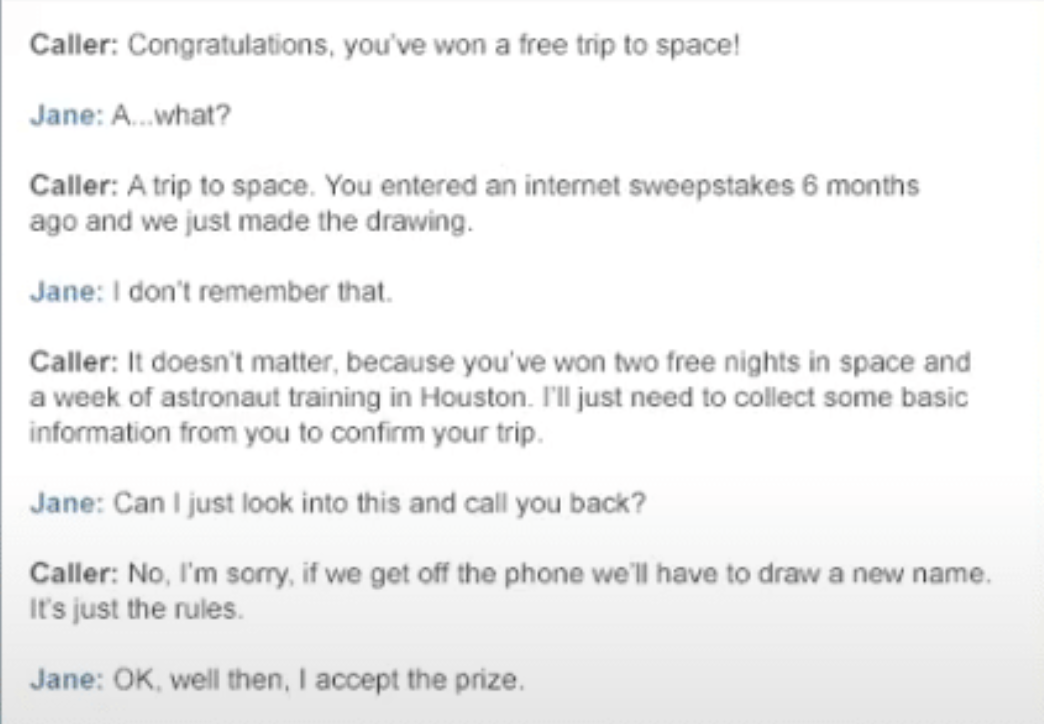 Caller: Congratulations, you've won a free trip to space!
Jane: A...what?
Caller: A trip to space. You entered an internet sweepstakes 6 months
ago and we just made the drawing.
Jane: I don't remember that.
Caller: It doesn't matter, because you've won two free nights in space and
a week of astronaut training in Houston. I'll just need to collect some basic
information from you to confirm your trip.
Jane: Can I just look into this and call you back?
Caller: No, I'm sorry, if we get off the phone we'll have to draw a new name.
It's just the rules.
Jane: OK, well then, I accept the prize.